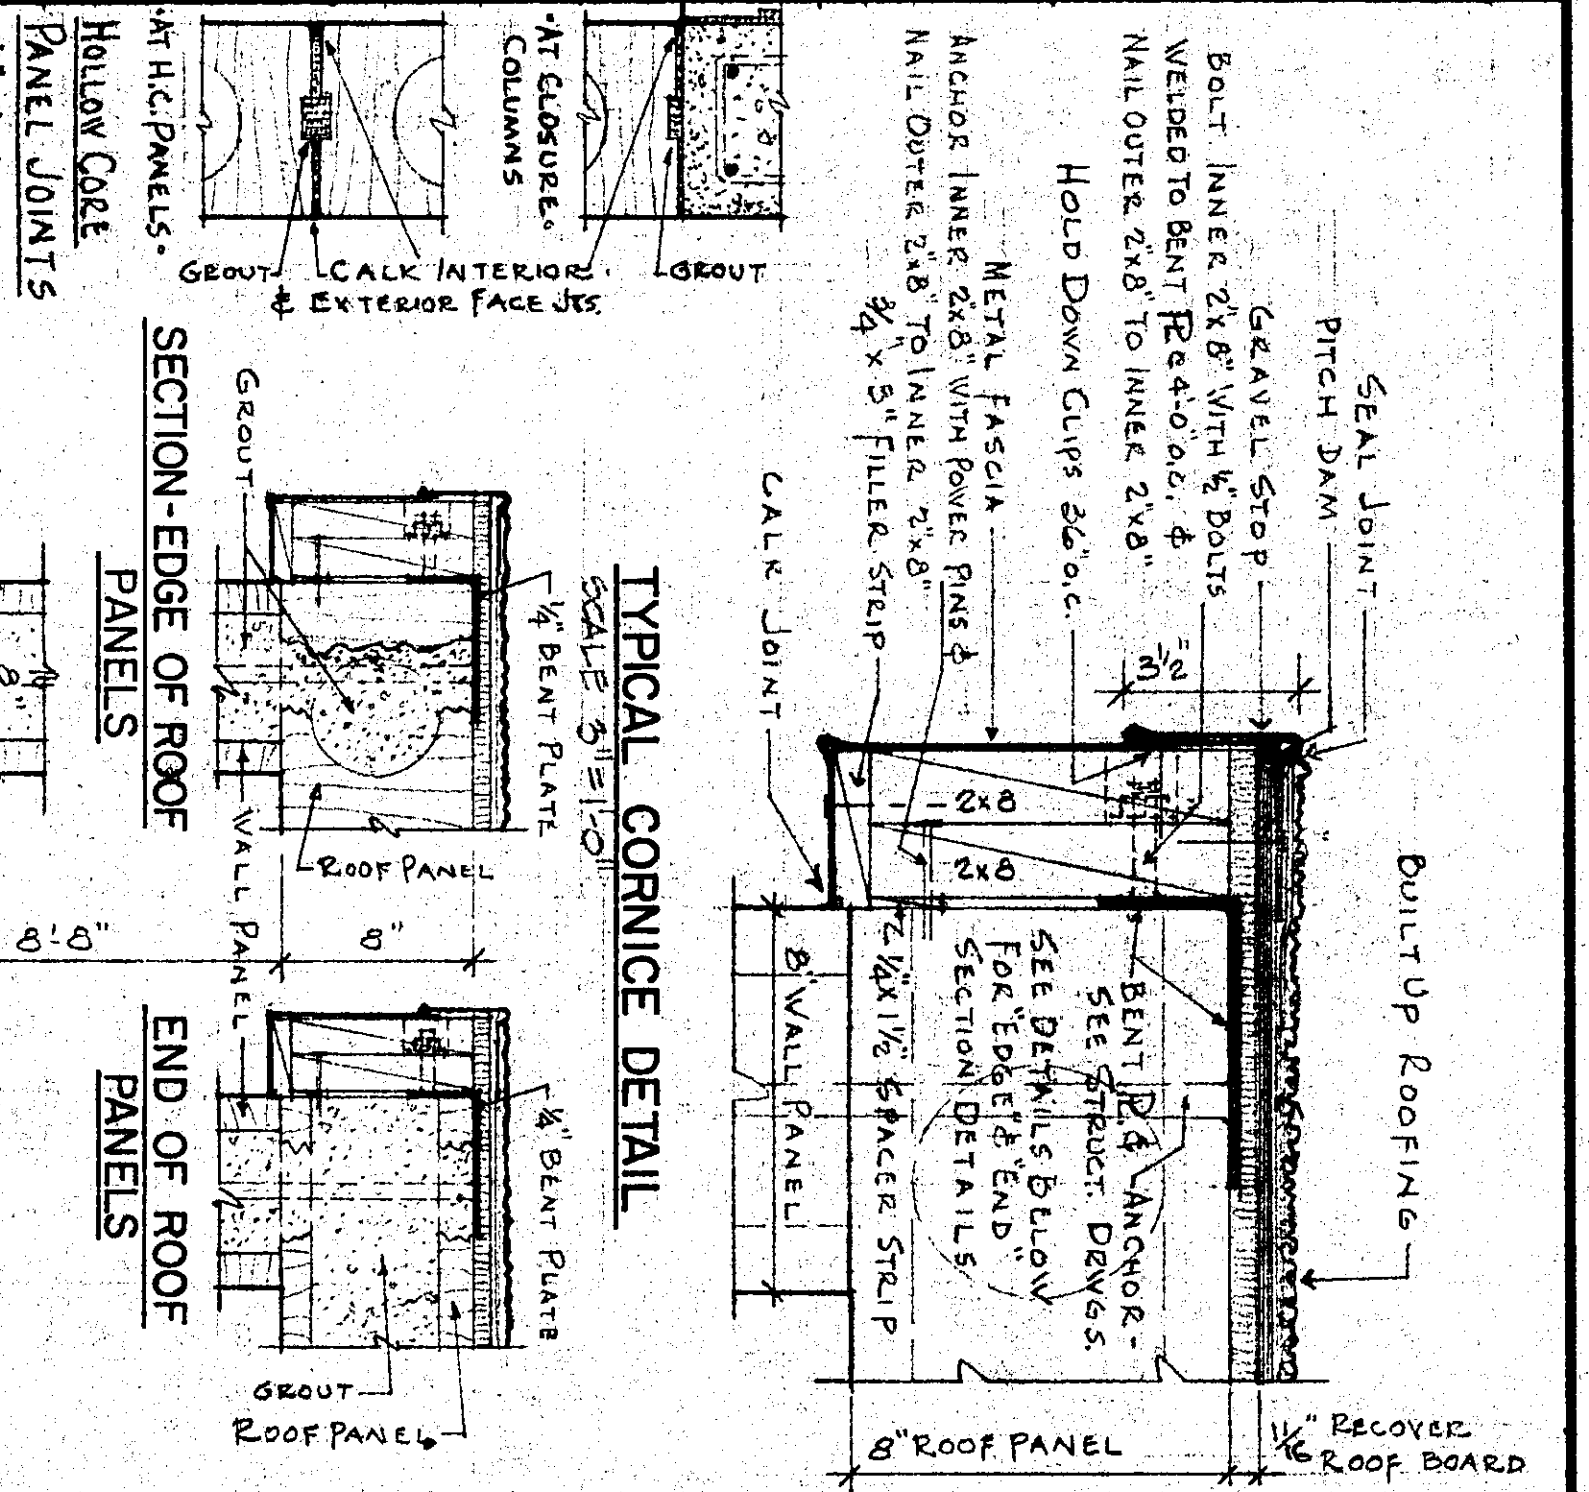 SEAL JOINT
PITCH DAM
GRAVEL STOP
BOLT INNER 2"x8" WITH ½" BOLTS
WELDED TO BENT PL @ 4'-0" o.c. &
NAIL OUTER 2"x8" TO INNER 2"x8"
HOLD DOWN CLIPS 36" o.c.
METAL FASCIA
ANCHOR INNER 2"x8" WITH POWER PINS &
NAIL OUTER 2"x8" TO INNER 2"x8"
¾" x 5" FILLER STRIP
CALK JOINT
3½"
BUILT UP ROOFING
2x8
2x8
BENT PL & ANCHOR-
SEE STRUCT. DRWGS.
SEE DETAILS BELOW
FOR "EDGE" & "END"
SECTION DETAILS
2¼ x 1½" SPACER STRIP
8" WALL PANEL
8" ROOF PANEL
11/16" RECOVER
ROOF BOARD
TYPICAL CORNICE DETAIL
SCALE 3"=1'-0"
¼" BENT PLATE
GROUT
ROOF PANEL
WALL PANEL
SECTION-EDGE OF ROOF
PANELS
8"
8'-8"
8"
¼" BENT PLATE
GROUT
ROOF PANEL
END OF ROOF
PANELS
GROUT
CALK INTERIOR
& EXTERIOR FACE JTS.
GROUT
·AT CLOSURE·
COLUMNS
·AT H.C. PANELS·
HOLLOW CORE
PANEL JOINTS